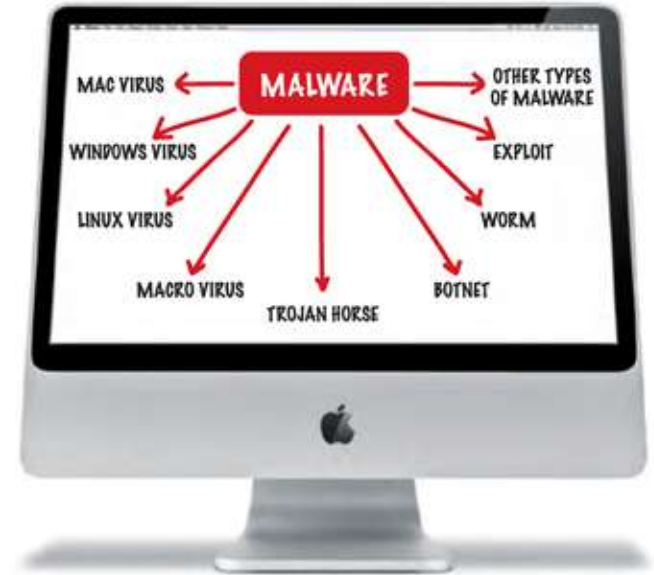 MALWARE
MAC VIRUS
OTHER TYPES
OF MALWARE
WINDOWS VIRUS
EXPLOIT
LINUX VIRUS
WORM
MACRO VIRUS
BOTNET
TROJAN HORSE